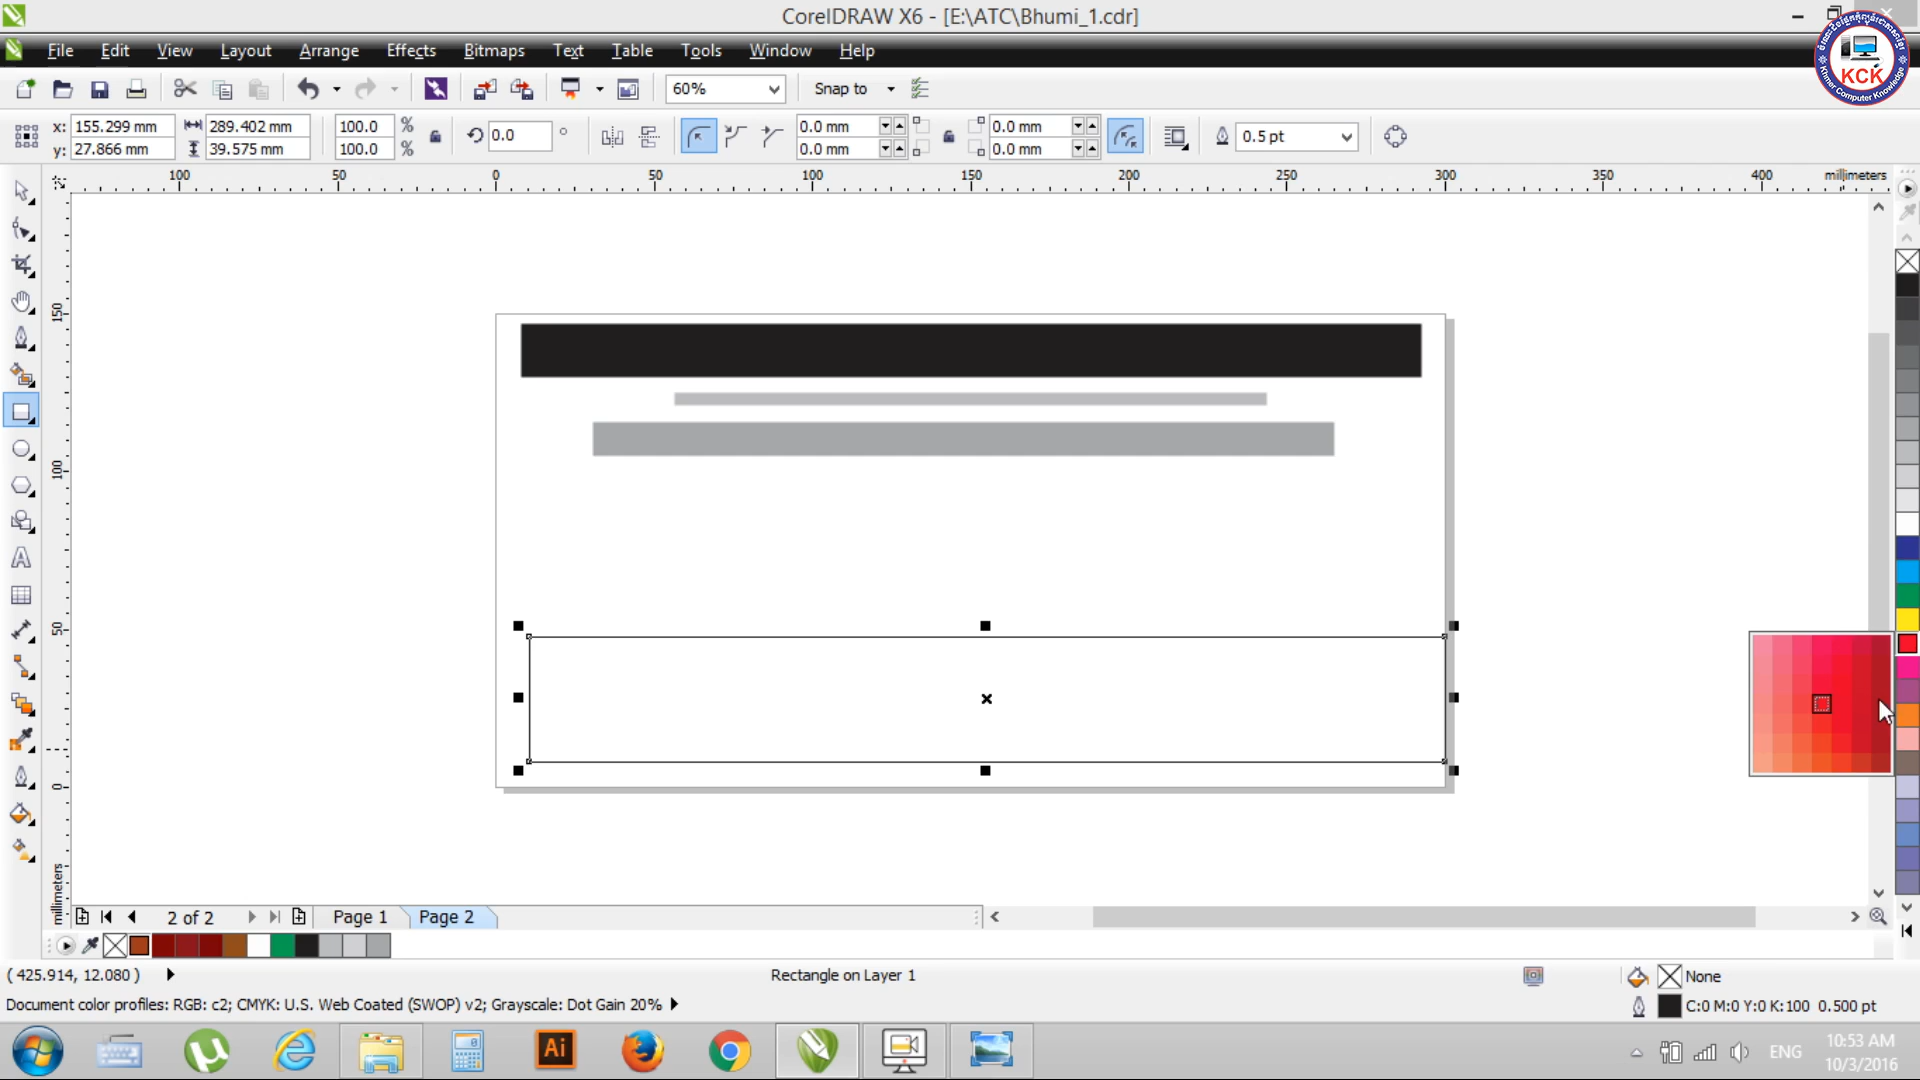 CorelDRAW X6 - [E:\ATC\Bhumi_1.cdr]
File Edit View Layout Arrange Effects Bitmaps Text Table Tools Window Help
60% Snap to
x: 155.299 mm 289.402 mm 100.0 % 0.0 ° 0.0 mm 0.0 mm 0.5 pt
y: 27.866 mm 39.575 mm 100.0 % 0.0 mm 0.0 mm
100 50 0 50 100 150 200 250 300 350 400 millimeters
150
100
50
0
millimeters
KCK
Khmer Computer Knowledge
2 of 2 Page 1 Page 2
( 425.914, 12.080 ) Rectangle on Layer 1 None
Document color profiles: RGB: c2; CMYK: U.S. Web Coated (SWOP) v2; Grayscale: Dot Gain 20% C:0 M:0 Y:0 K:100 0.500 pt
Ai
ENG
10:53 AM
10/3/2016